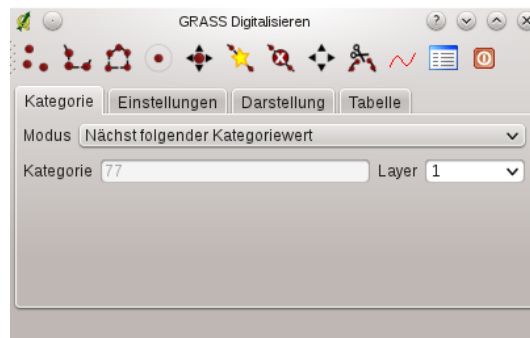 GRASS Digitalisieren
Kategorie Einstellungen Darstellung Tabelle
Modus Nächst folgender Kategoriewert
Kategorie 77 Layer 1